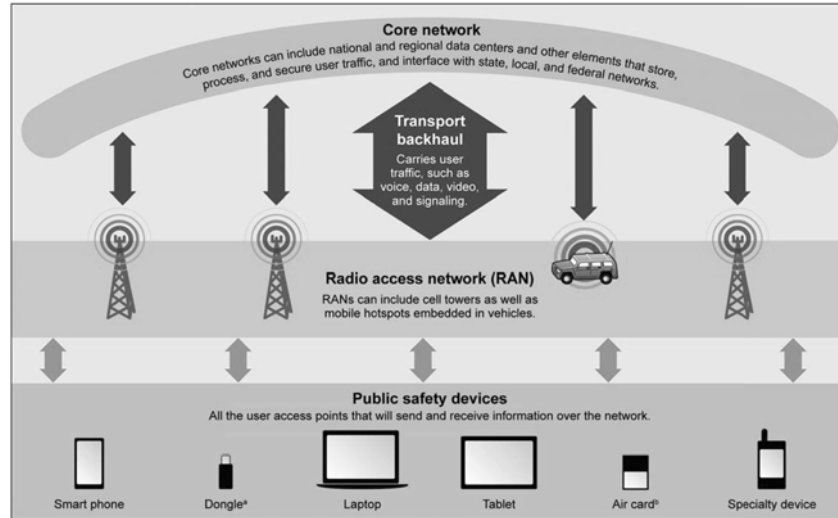 Core network
Core networks can include national and regional data centers and other elements that store,
process, and secure user traffic, and interface with state, local, and federal networks.
Transport
backhaul
Carries user
traffic, such as
voice, data, video,
and signaling.
Radio access network (RAN)
RANs can include cell towers as well as
mobile hotspots embedded in vehicles.
Public safety devices
All the user access points that will send and receive information over the network.
Smart phone
Dongleᵃ
Laptop
Tablet
Air cardᵇ
Specialty device